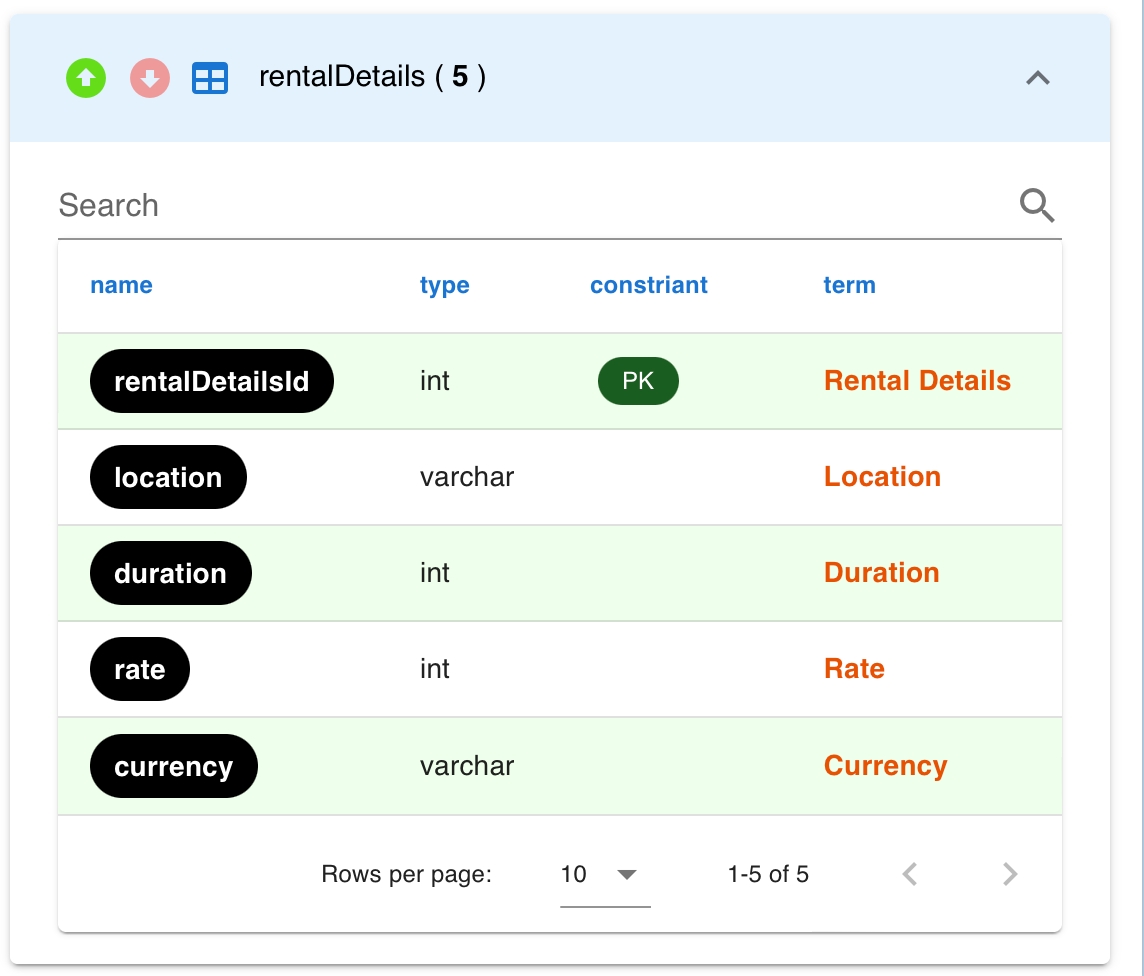 rentalDetails ( 5 )
Search
name type constriant term
rentalDetailsId int PK Rental Details
location varchar Location
duration int Duration
rate int Rate
currency varchar Currency
Rows per page: 10 1-5 of 5